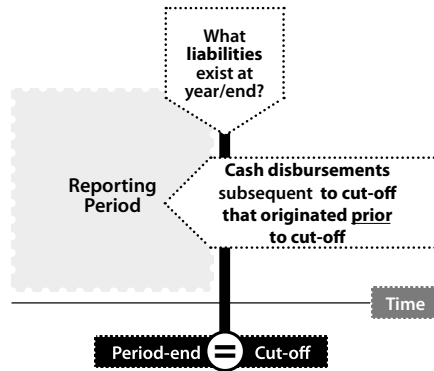 What
liabilities
exist at
year/end?
Reporting
Period
Cash disbursements
subsequent to cut-off
that originated prior
to cut-off
Time
Period-end = Cut-off